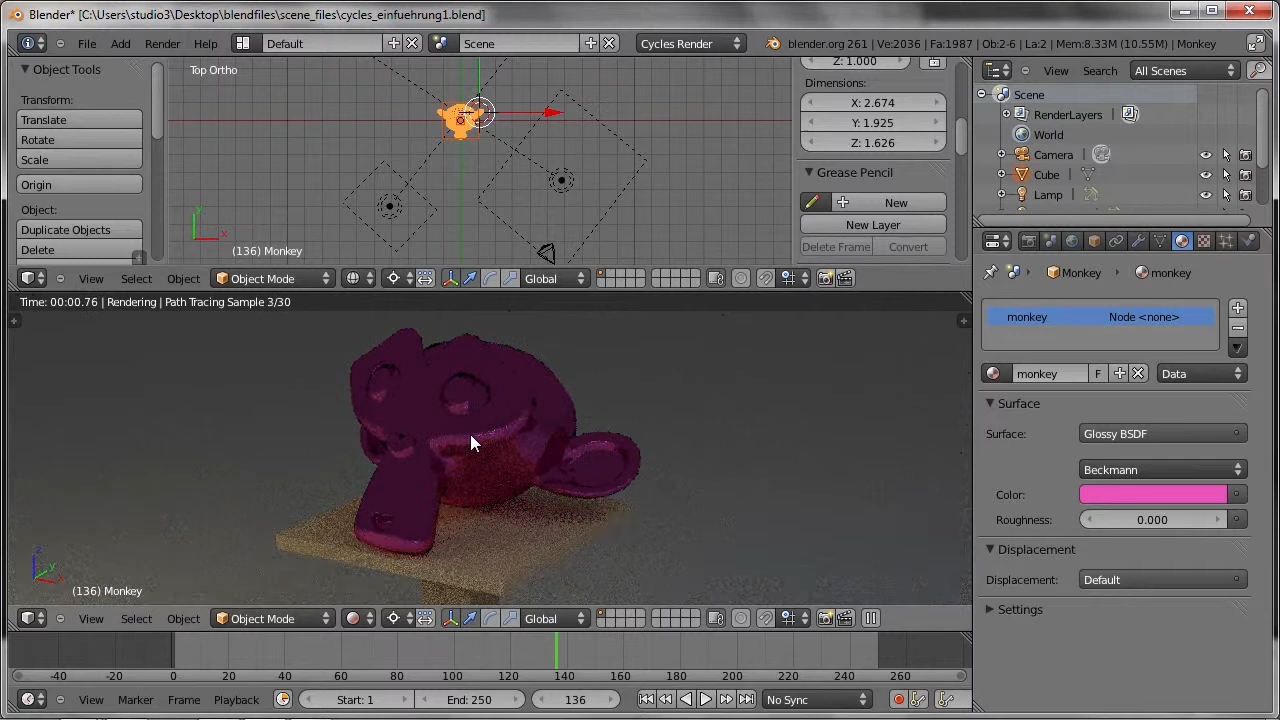 Blender* [C:\Users\studio3\Desktop\blendfiles\scene_files\cycles_einfuehrung1.blend]
File Add Render Help Default Scene Cycles Render blender.org 261 | Ve:2036 | Fa:1987 | Ob:2-6 | La:2 | Mem:8.33M (10.55M) | Monkey
Object Tools
Transform:
Translate
Rotate
Scale
Origin
Object:
Duplicate Objects
Delete
Top Ortho
y
x
(136) Monkey
Z: 1.000
Dimensions:
X: 2.674
Y: 1.925
Z: 1.626
Grease Pencil
New
New Layer
Delete Frame Convert
View Search All Scenes
Scene
RenderLayers
World
Camera
Cube
Lamp
View Select Object Object Mode Global
Time: 00:00.76 | Rendering | Path Tracing Sample 3/30
z
y
x
(136) Monkey
View Select Object Object Mode Global
Monkey monkey
monkey Node <none>
monkey F Data
Surface
Surface: Glossy BSDF
Beckmann
Color:
Roughness: 0.000
Displacement
Displacement: Default
Settings
-40 -20 0 20 40 60 80 100 120 140 160 180 200 220 240 260
View Marker Frame Playback Start: 1 End: 250 136 No Sync